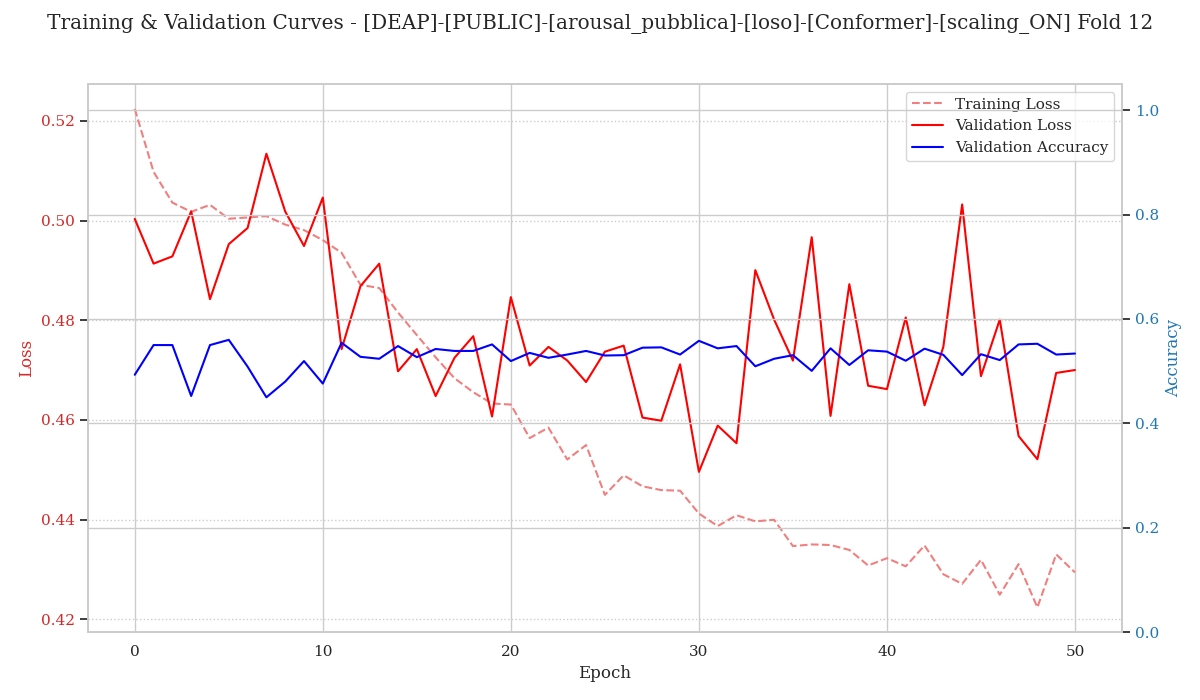 Training & Validation Curves - [DEAP]-[PUBLIC]-[arousal_pubblica]-[loso]-[Conformer]-[scaling_ON] Fold 12
Training Loss
Validation Loss
Validation Accuracy
0.52
0.50
0.48
0.46
0.44
0.42
Loss
1.0
0.8
0.6
0.4
0.2
0.0
Accuracy
0
10
20
30
40
50
Epoch